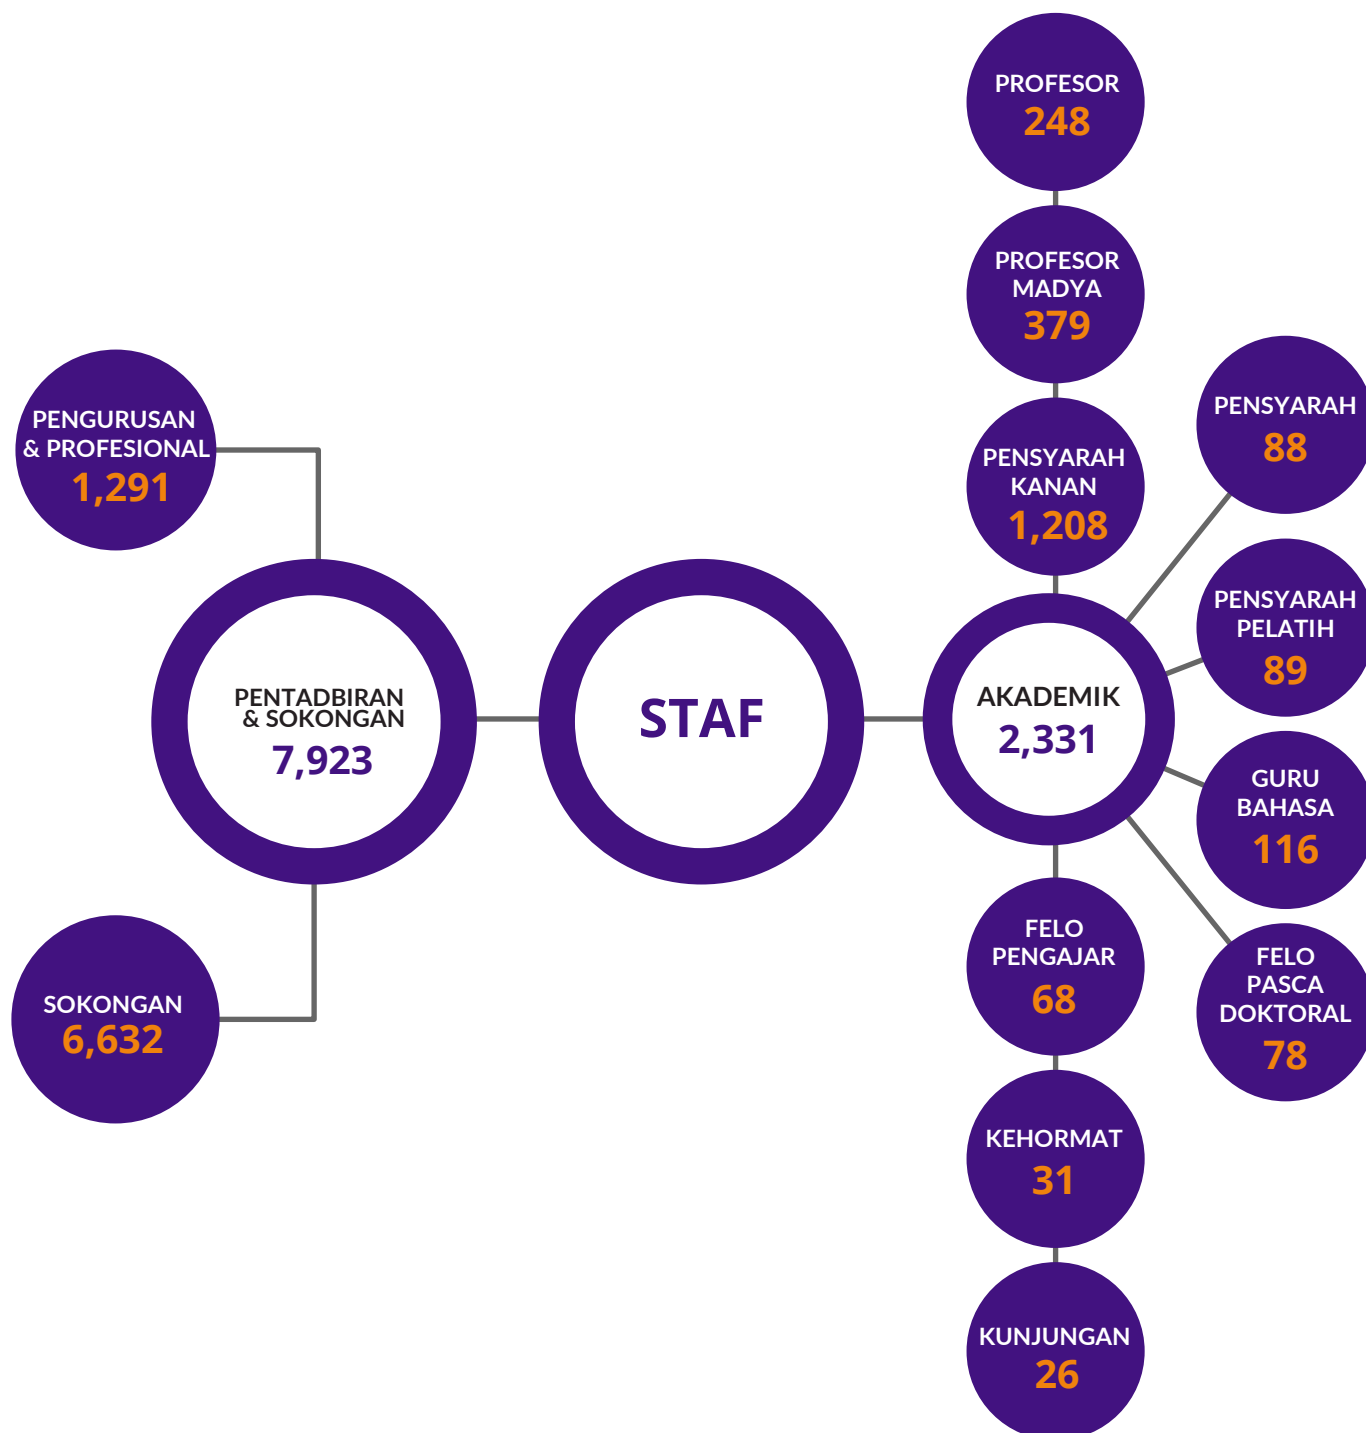 PENGURUSAN
& PROFESIONAL
1,291
PENTADBIRAN
& SOKONGAN
7,923
SOKONGAN
6,632
STAF
AKADEMIK
2,331
PROFESOR
248
PROFESOR
MADYA
379
PENSYARAH
KANAN
1,208
PENSYARAH
88
PENSYARAH
PELATIH
89
GURU
BAHASA
116
FELO
PASCA
DOKTORAL
78
FELO
PENGAJAR
68
KEHORMAT
31
KUNJUNGAN
26